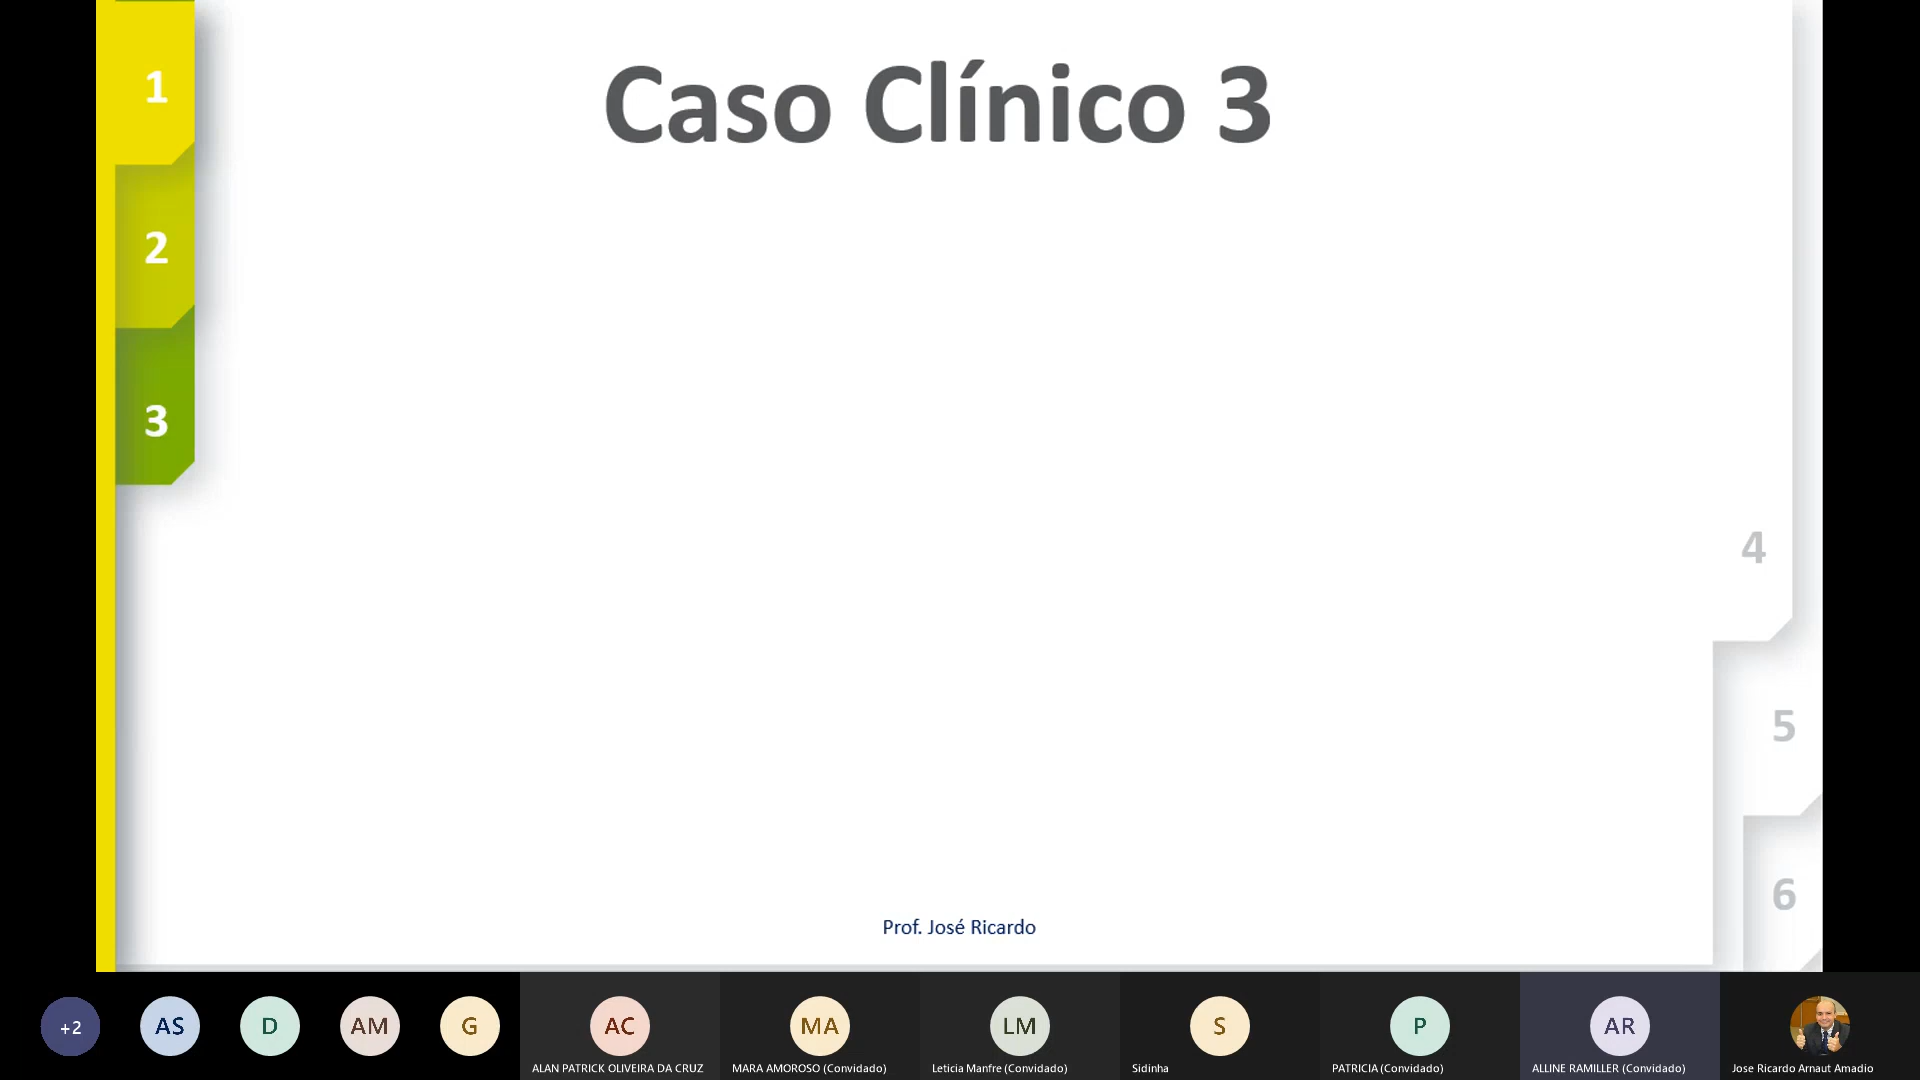 1
Caso Clínico 3
2
3
4
5
6
Prof. José Ricardo
+2
AS
D
AM
G
AC
MA
LM
S
P
AR
ALAN PATRICK OLIVEIRA DA CRUZ
MARA AMOROSO (Convidado)
Leticia Manfre (Convidado)
Sidinha
PATRICIA (Convidado)
ALLINE RAMILLER (Convidado)
Jose Ricardo Arnaut Amadio